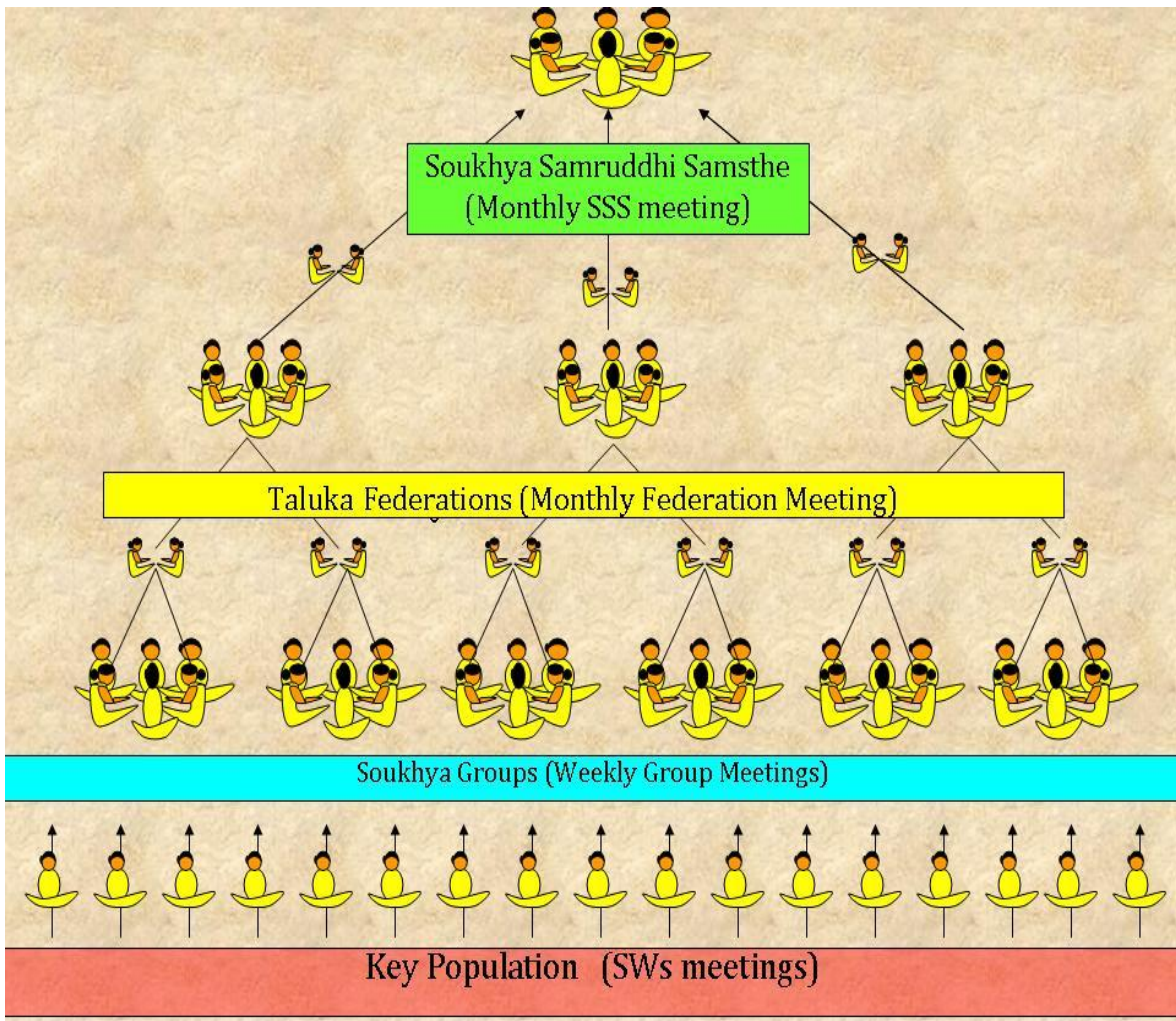 Soukhya Samruddhi Samsthe
(Monthly SSS meeting)
Taluka Federations (Monthly Federation Meeting)
Soukhya Groups (Weekly Group Meetings)
Key Population (SWs meetings)